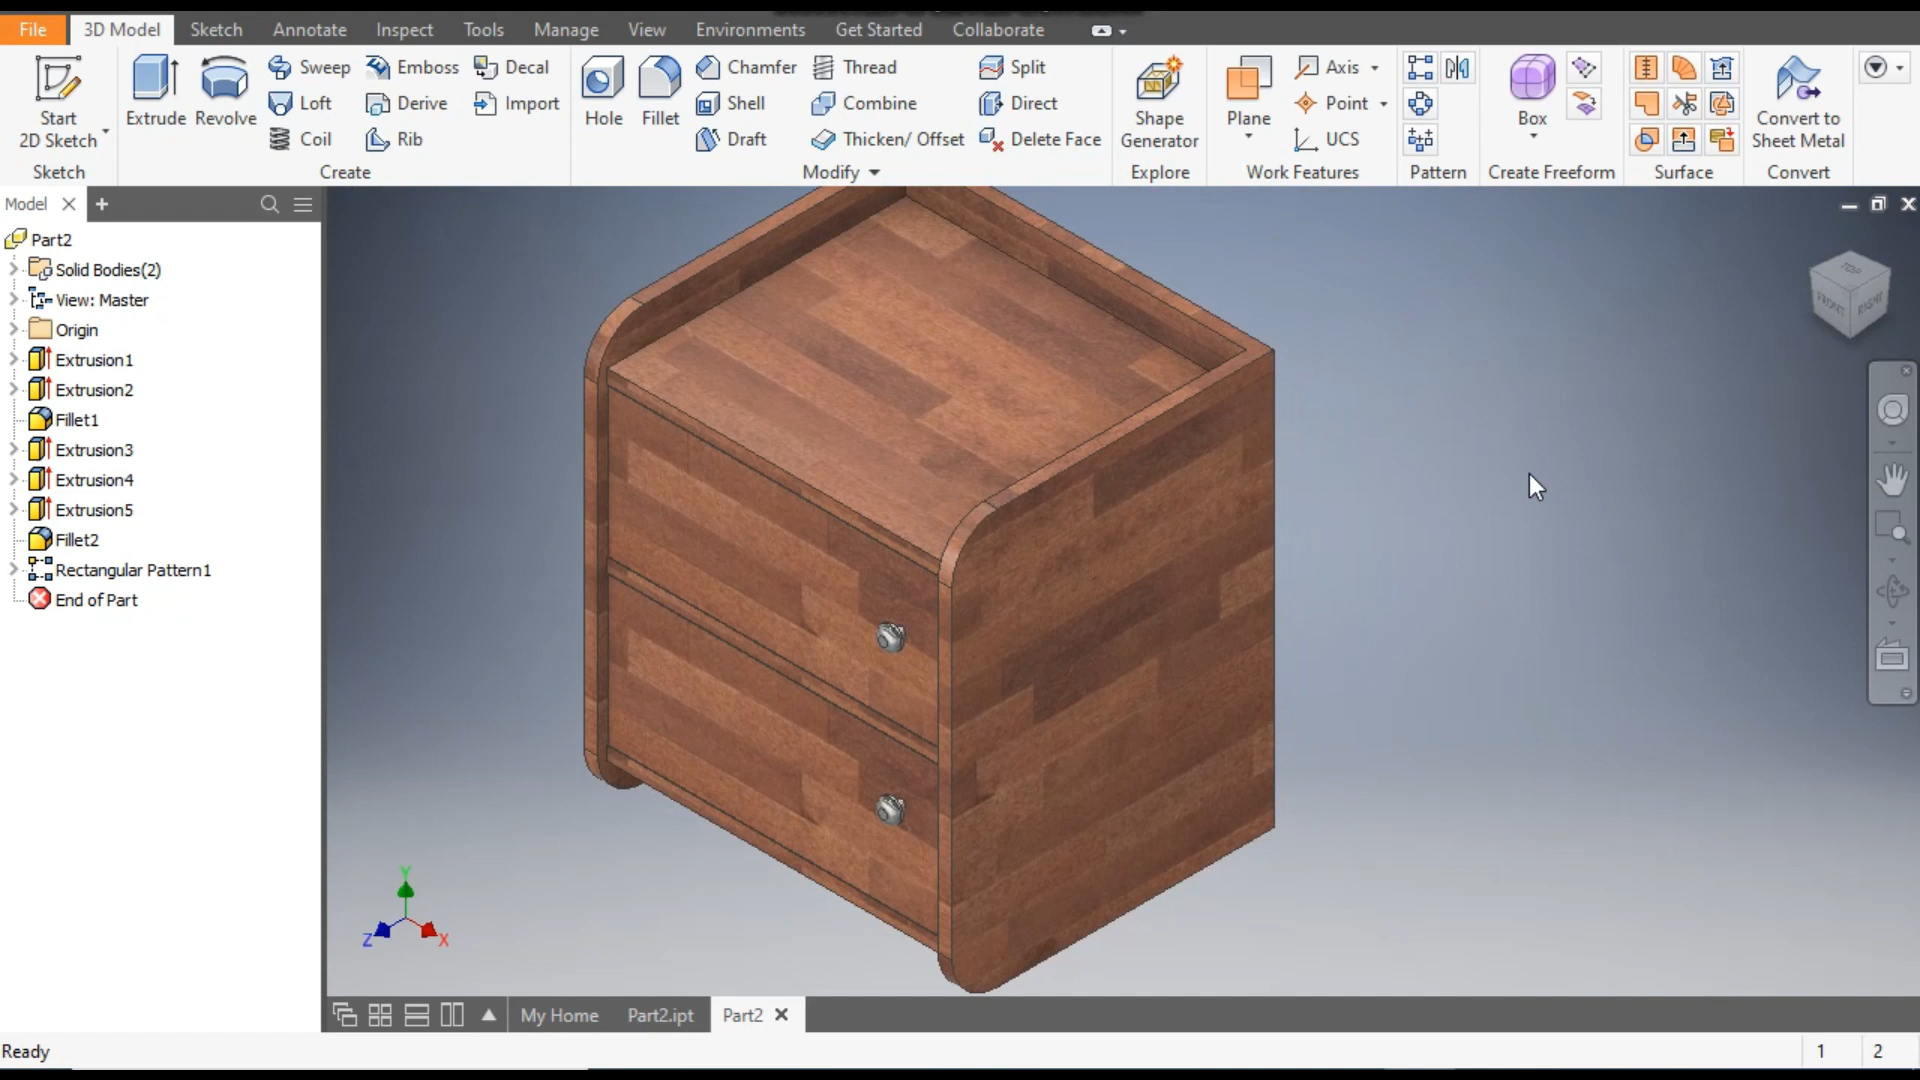 File 3D Model Sketch Annotate Inspect Tools Manage View Environments Get Started Collaborate
Start
2D Sketch
Sketch
Extrude Revolve
Sweep Emboss Decal
Loft Derive Import
Coil Rib
Create
Hole Fillet
Chamfer Thread Split
Shell Combine Direct
Draft Thicken/ Offset Delete Face
Modify
Shape
Generator
Explore
Plane
Axis
Point
UCS
Work Features
Pattern
Box
Create Freeform
Surface
Convert to
Sheet Metal
Convert
Model
Part2
Solid Bodies(2)
View: Master
Origin
Extrusion1
Extrusion2
Fillet1
Extrusion3
Extrusion4
Extrusion5
Fillet2
Rectangular Pattern1
End of Part
TOP
FRONT RIGHT
Y
Z X
My Home Part2.ipt Part2
Ready 1 2